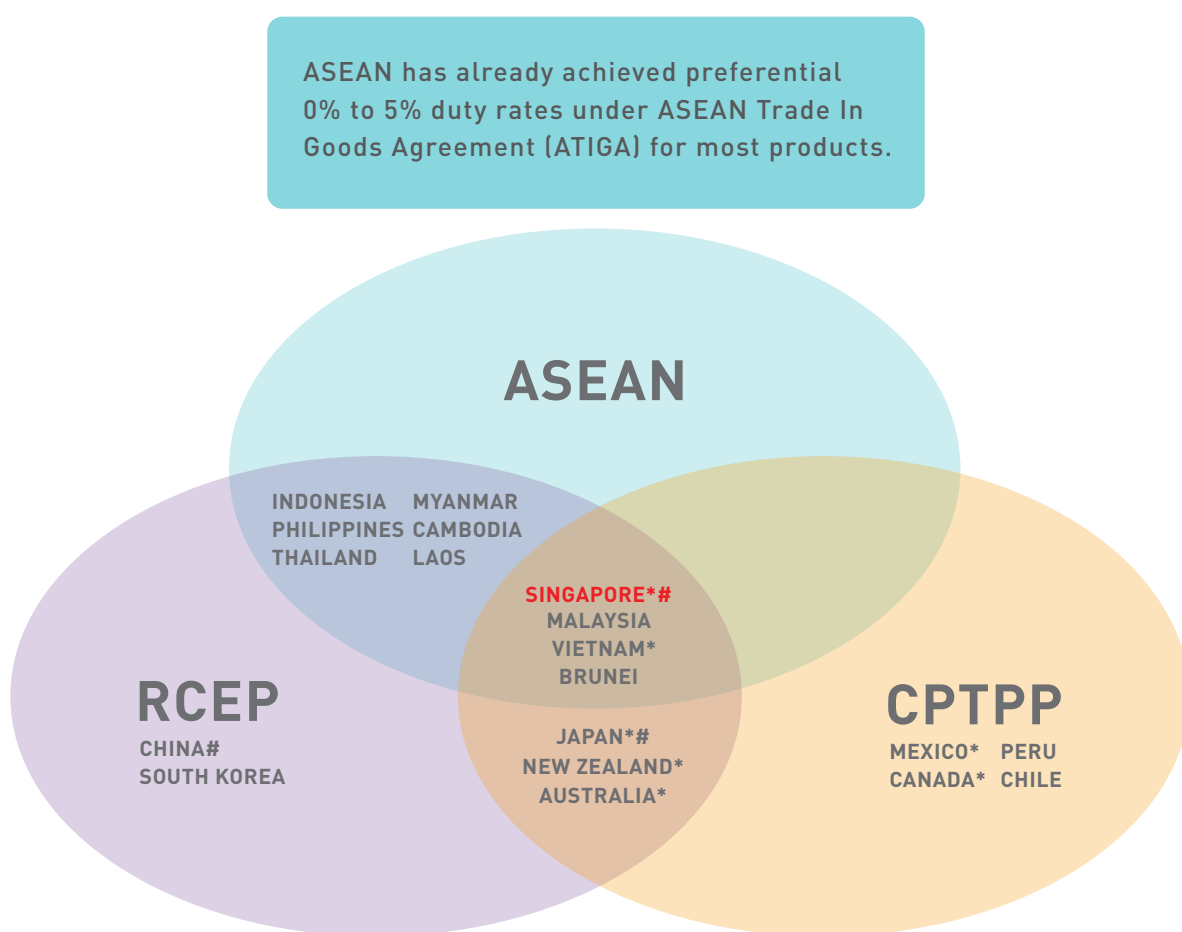 ASEAN has already achieved preferential
0% to 5% duty rates under ASEAN Trade In
Goods Agreement (ATIGA) for most products.
ASEAN
INDONESIA MYANMAR
PHILIPPINES CAMBODIA
THAILAND LAOS
SINGAPORE*#
MALAYSIA
VIETNAM*
BRUNEI
RCEP
CHINA#
SOUTH KOREA
JAPAN*#
NEW ZEALAND*
AUSTRALIA*
CPTPP
MEXICO* PERU
CANADA* CHILE